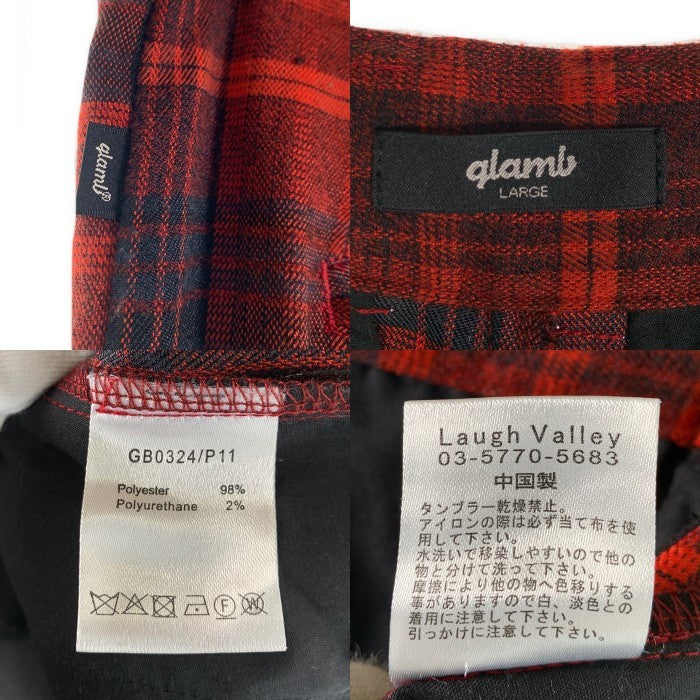 glamb®
glamb
LARGE
GB0324/P11
Polyester 98%
Polyurethane 2%
Laugh Valley
03-5770-5683
中国製
タンブラー乾燥禁止。
アイロンの際は必ず当て布を使
用して下さい。
水洗いで移染しやすいので他の
物と分けて洗って下さい。
摩擦により他の物へ色移りする
事がありますので白、淡色との
着用に注意して下さい。
引っかけに注意して下さい。